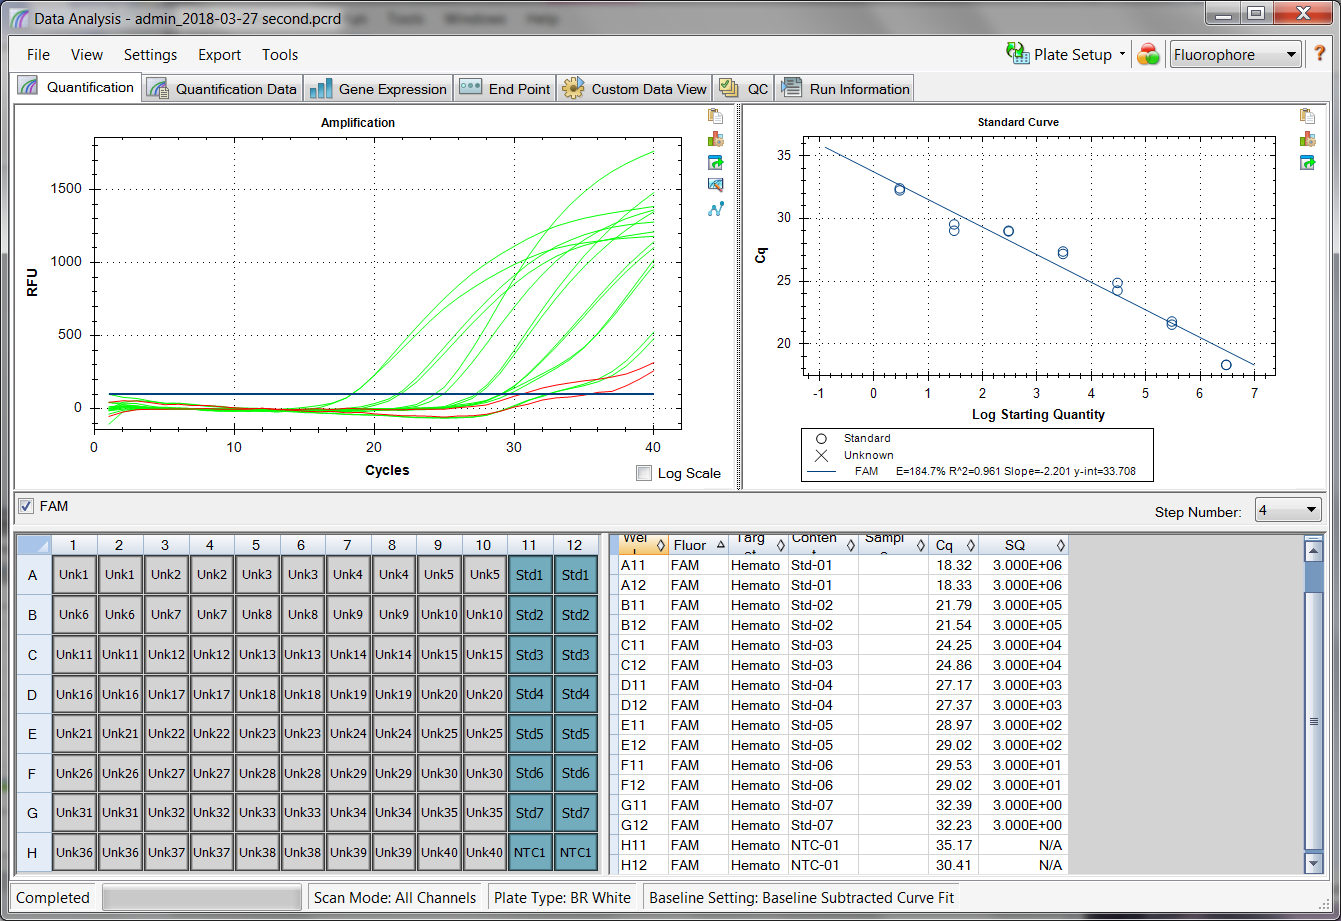 Data Analysis - admin_2018-03-27 second.pcrd
File View Settings Export Tools Plate Setup Fluorophore ?
Quantification Quantification Data Gene Expression End Point Custom Data View QC Run Information
Amplification
RFU
1500
1000
500
0
0 10 20 30 40
Cycles
Log Scale
Standard Curve
Cq
35
30
25
20
-1 0 1 2 3 4 5 6 7
Log Starting Quantity
Standard
Unknown
FAM E=184.7% R^2=0.961 Slope=-2.201 y-int=33.708
FAM
Step Number: 4
1 2 3 4 5 6 7 8 9 10 11 12
A Unk1 Unk1 Unk2 Unk2 Unk3 Unk3 Unk4 Unk4 Unk5 Unk5 Std1 Std1
B Unk6 Unk6 Unk7 Unk7 Unk8 Unk8 Unk9 Unk9 Unk10 Unk10 Std2 Std2
C Unk11 Unk11 Unk12 Unk12 Unk13 Unk13 Unk14 Unk14 Unk15 Unk15 Std3 Std3
D Unk16 Unk16 Unk17 Unk17 Unk18 Unk18 Unk19 Unk19 Unk20 Unk20 Std4 Std4
E Unk21 Unk21 Unk22 Unk22 Unk23 Unk23 Unk24 Unk24 Unk25 Unk25 Std5 Std5
F Unk26 Unk26 Unk27 Unk27 Unk28 Unk28 Unk29 Unk29 Unk30 Unk30 Std6 Std6
G Unk31 Unk31 Unk32 Unk32 Unk33 Unk33 Unk34 Unk34 Unk35 Unk35 Std7 Std7
H Unk36 Unk36 Unk37 Unk37 Unk38 Unk38 Unk39 Unk39 Unk40 Unk40 NTC1 NTC1
Fluor Cq SQ
A11 FAM Hemato Std-01 18.32 3.000E+06
A12 FAM Hemato Std-01 18.33 3.000E+06
B11 FAM Hemato Std-02 21.79 3.000E+05
B12 FAM Hemato Std-02 21.54 3.000E+05
C11 FAM Hemato Std-03 24.25 3.000E+04
C12 FAM Hemato Std-03 24.86 3.000E+04
D11 FAM Hemato Std-04 27.17 3.000E+03
D12 FAM Hemato Std-04 27.37 3.000E+03
E11 FAM Hemato Std-05 28.97 3.000E+02
E12 FAM Hemato Std-05 29.02 3.000E+02
F11 FAM Hemato Std-06 29.53 3.000E+01
F12 FAM Hemato Std-06 29.02 3.000E+01
G11 FAM Hemato Std-07 32.39 3.000E+00
G12 FAM Hemato Std-07 32.23 3.000E+00
H11 FAM Hemato NTC-01 35.17 N/A
H12 FAM Hemato NTC-01 30.41 N/A
Completed Scan Mode: All Channels Plate Type: BR White Baseline Setting: Baseline Subtracted Curve Fit